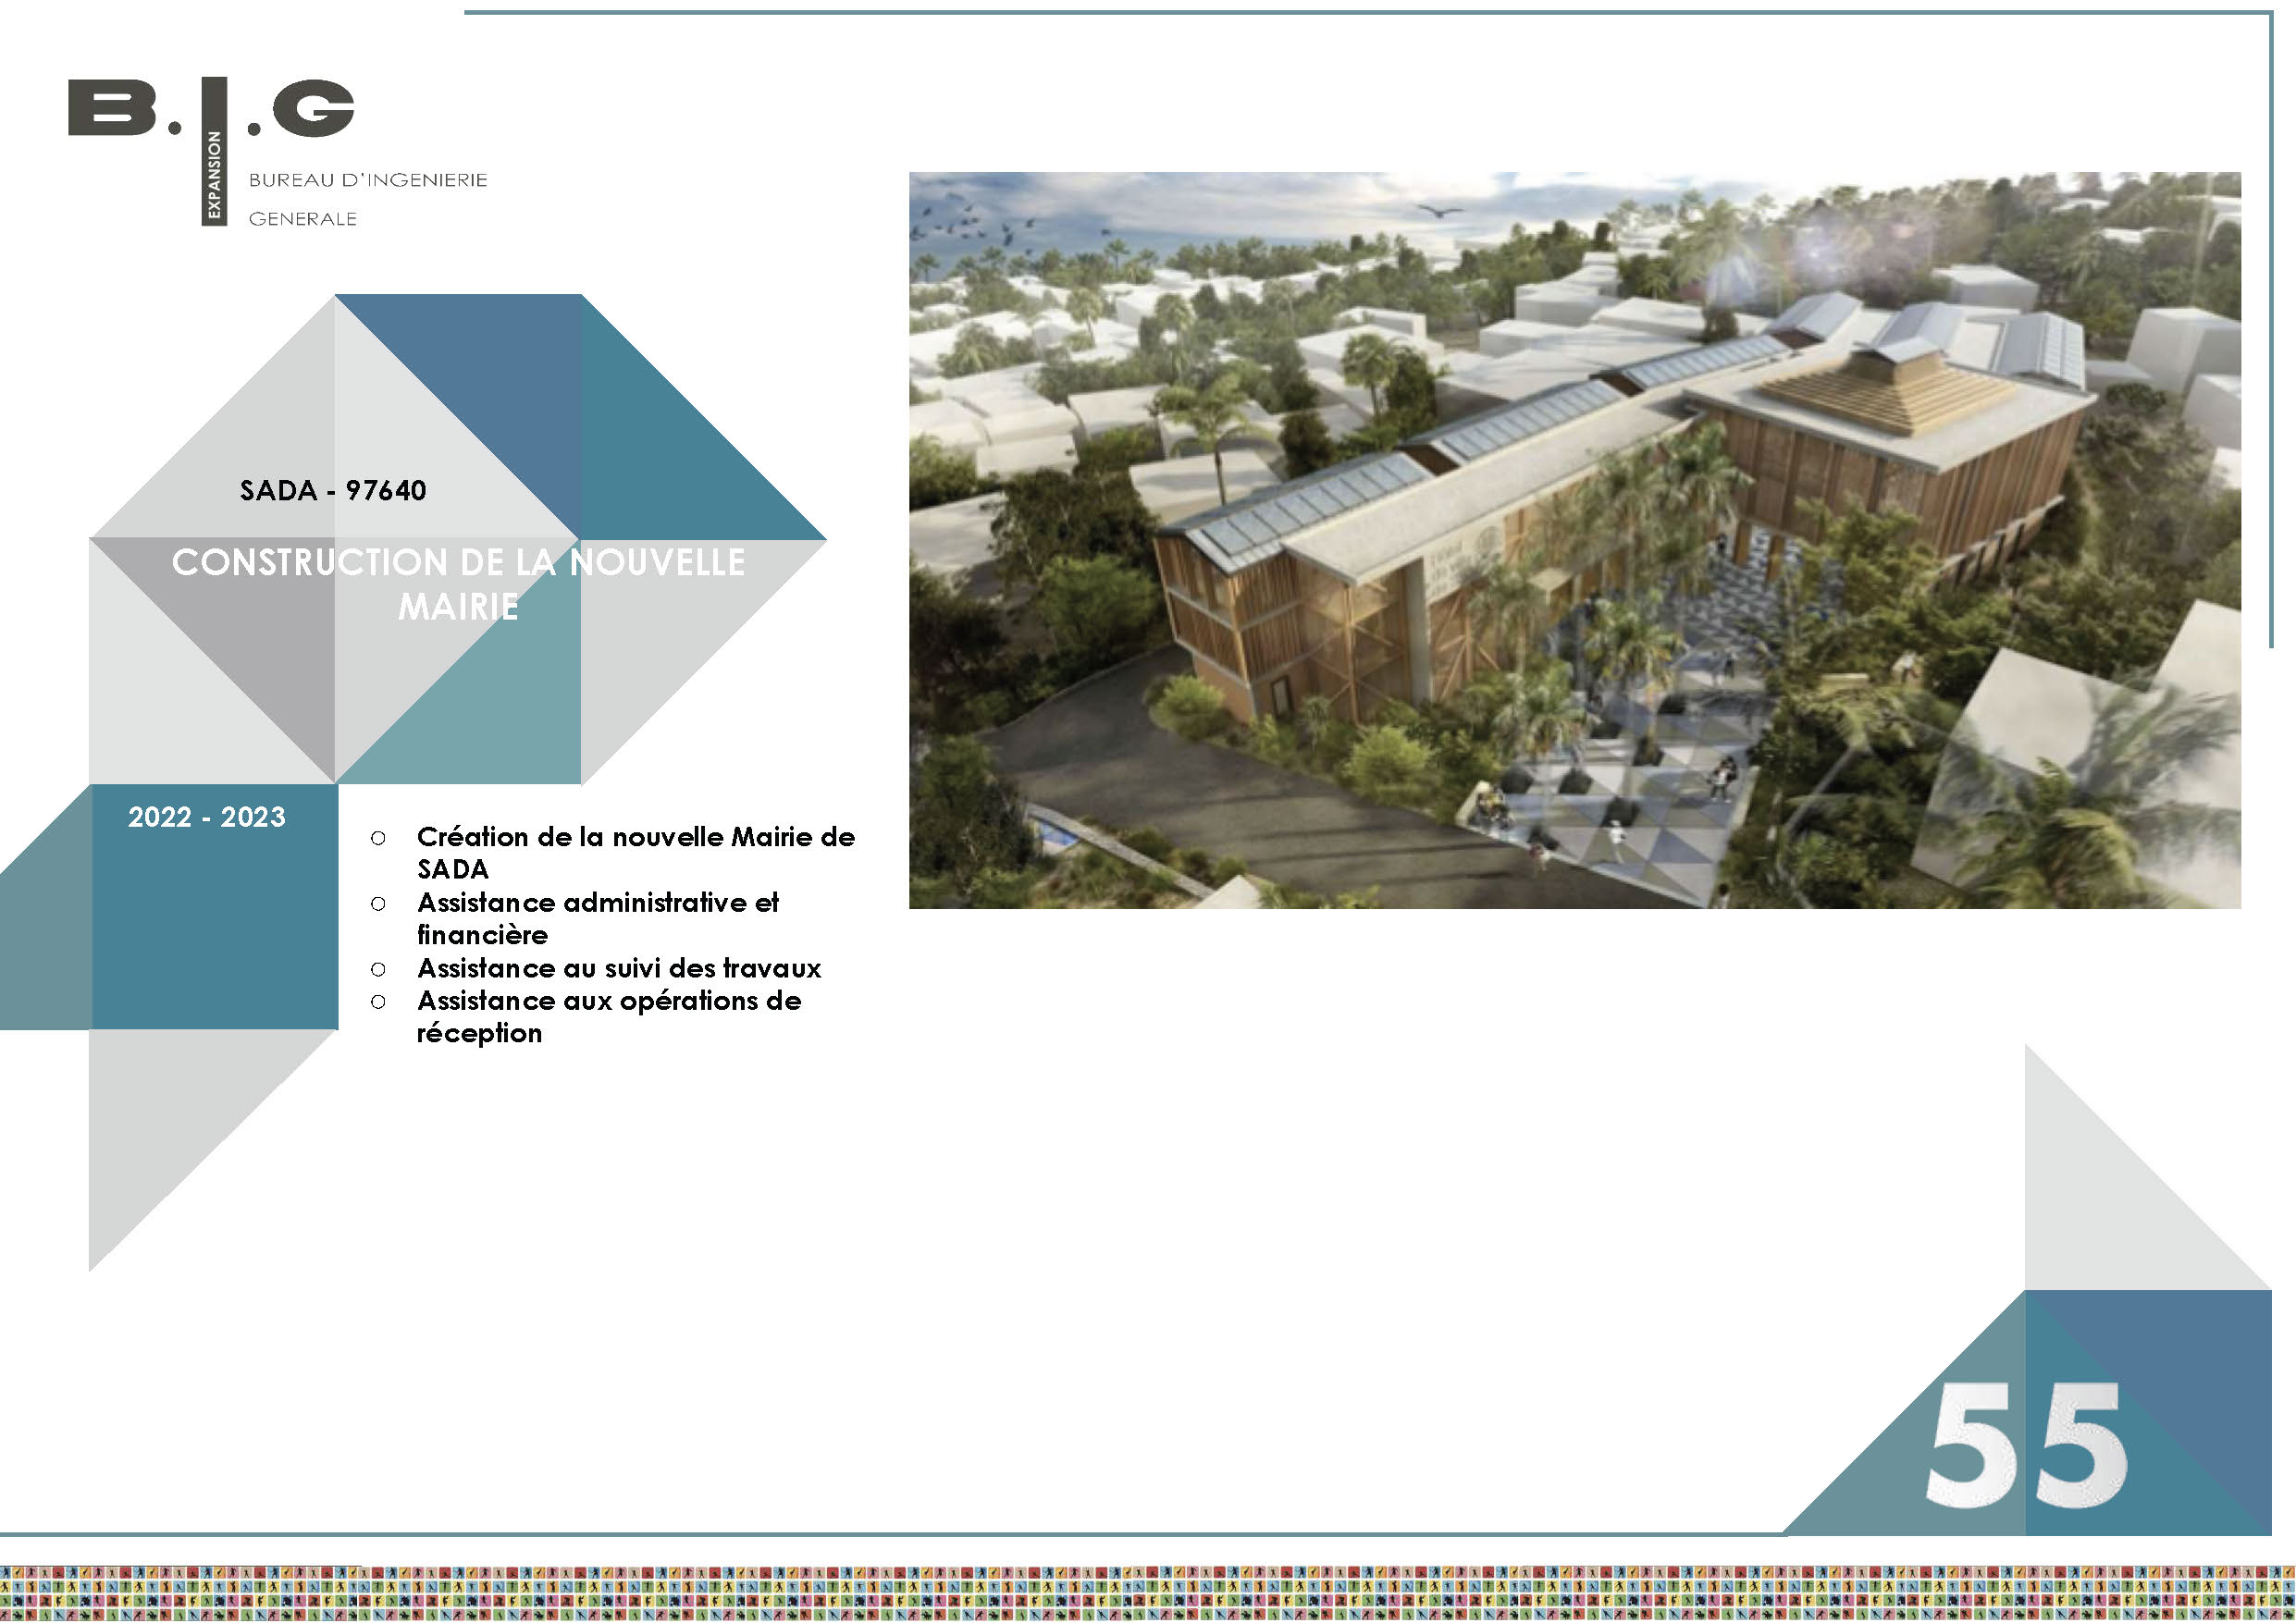 B.I.G
EXPANSION
BUREAU D'INGENIERIE
GENERALE
SADA - 97640
CONSTRUCTION DE LA NOUVELLE
MAIRIE
2022 - 2023
○ Création de la nouvelle Mairie de
SADA
○ Assistance administrative et
financière
○ Assistance au suivi des travaux
○ Assistance aux opérations de
réception
55